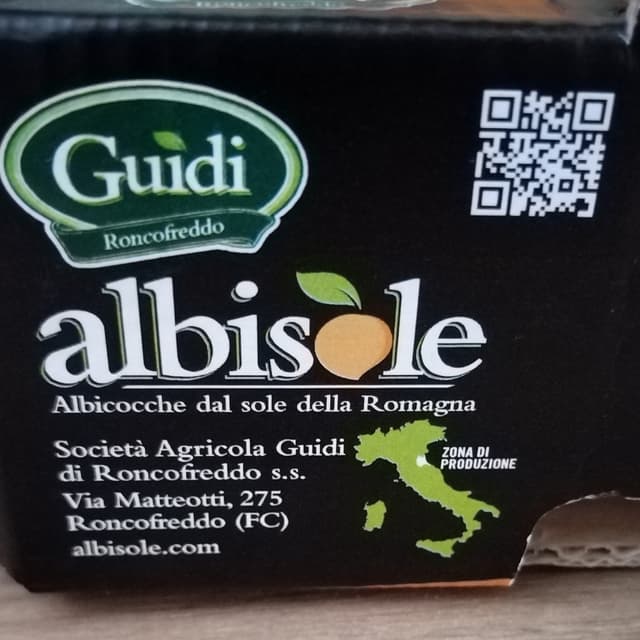 Guidi
Roncofreddo
albisole
Albicocche dal sole della Romagna
Società Agricola Guidi
di Roncofreddo s.s.
Via Matteotti, 275
Roncofreddo (FC)
albisole.com
ZONA DI
PRODUZIONE